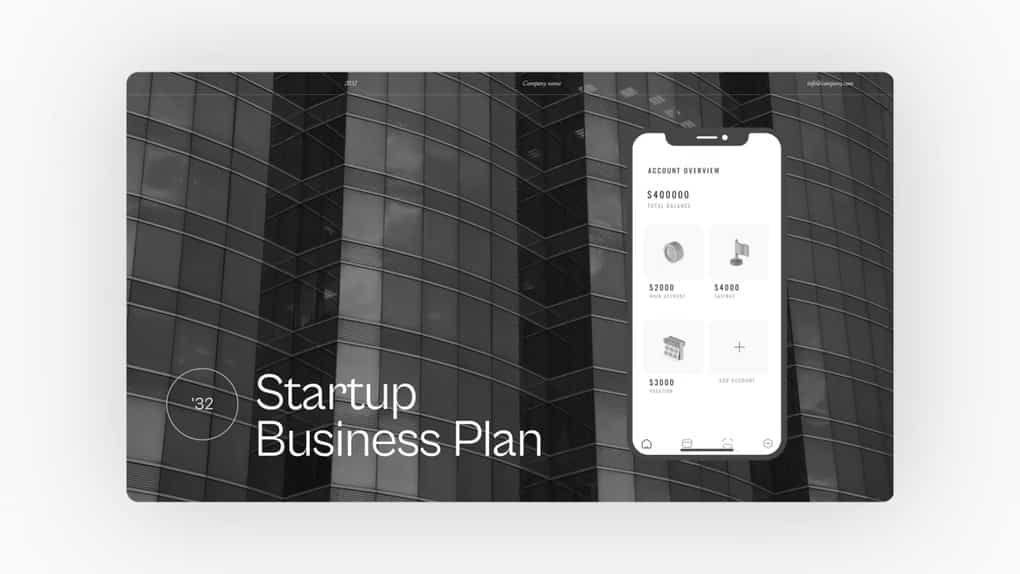 2032
Company name
info@company.com
ACCOUNT OVERVIEW
$400000
TOTAL BALANCE
$2000
MAIN ACCOUNT
$4000
SAVINGS
$3000
VACATION
ADD ACCOUNT
'32
Startup
Business Plan